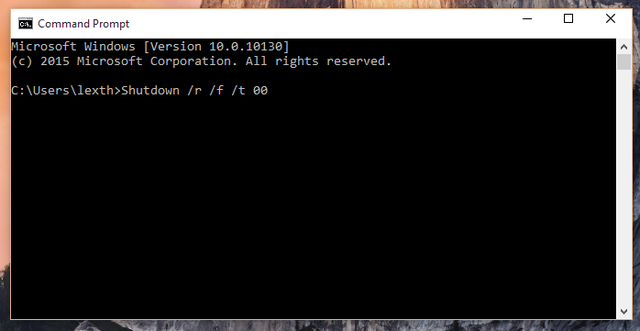 Command Prompt
Microsoft Windows [Version 10.0.10130]
(c) 2015 Microsoft Corporation. All rights reserved.
C:\Users\lexth>Shutdown /r /f /t 00